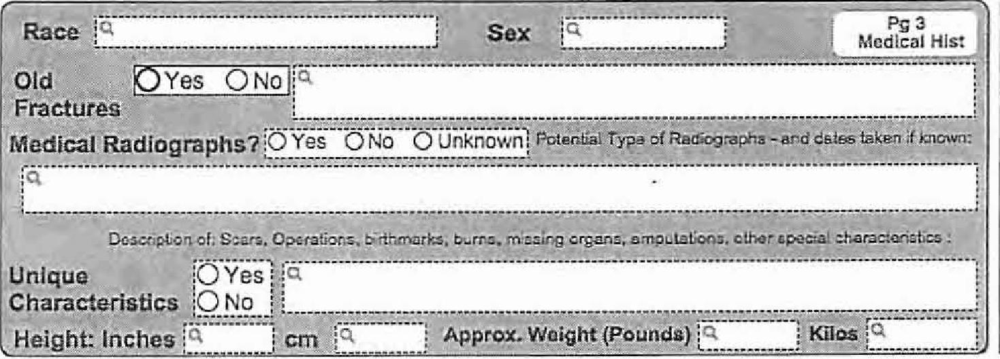 Race Sex Pg 3
Medical Hist
Old Yes No
Fractures
Medical Radiographs? Yes No Unknown Potential Type of Radiographs - and dates taken if known:
Description of: Scars, Operations, birthmarks, burns, missing organs, amputations, other special characteristics :
Unique Yes
Characteristics No
Height: Inches cm Approx. Weight (Pounds) Kilos